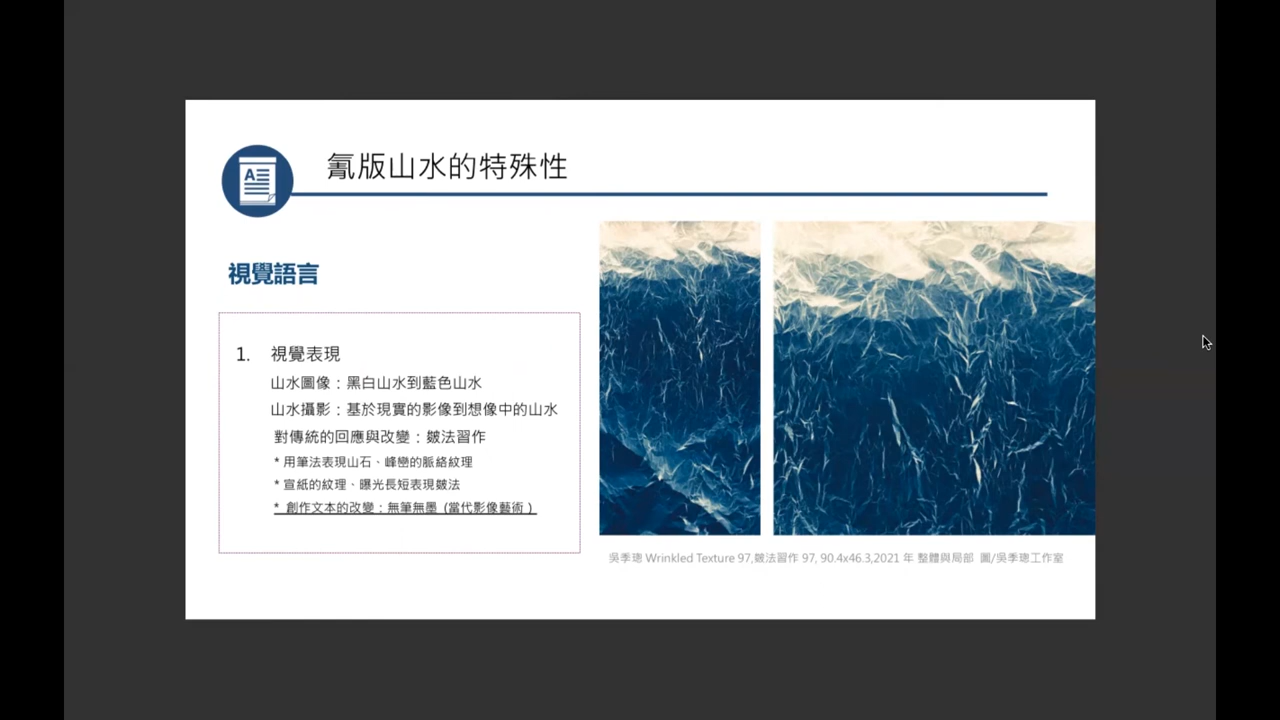 氰版山水的特殊性
視覺語言
1. 視覺表現
山水圖像：黑白山水到藍色山水
山水攝影：基於現實的影像到想像中的山水
對傳統的回應與改變：皴法習作
* 用筆法表現山石、峰巒的脈絡紋理
* 宣紙的紋理、曝光長短表現皴法
* 創作文本的改變：無筆無墨 (當代影像藝術 )
吳季璁 Wrinkled Texture 97,皴法習作 97, 90.4x46.3,2021 年 整體與局部 圖/吳季璁工作室